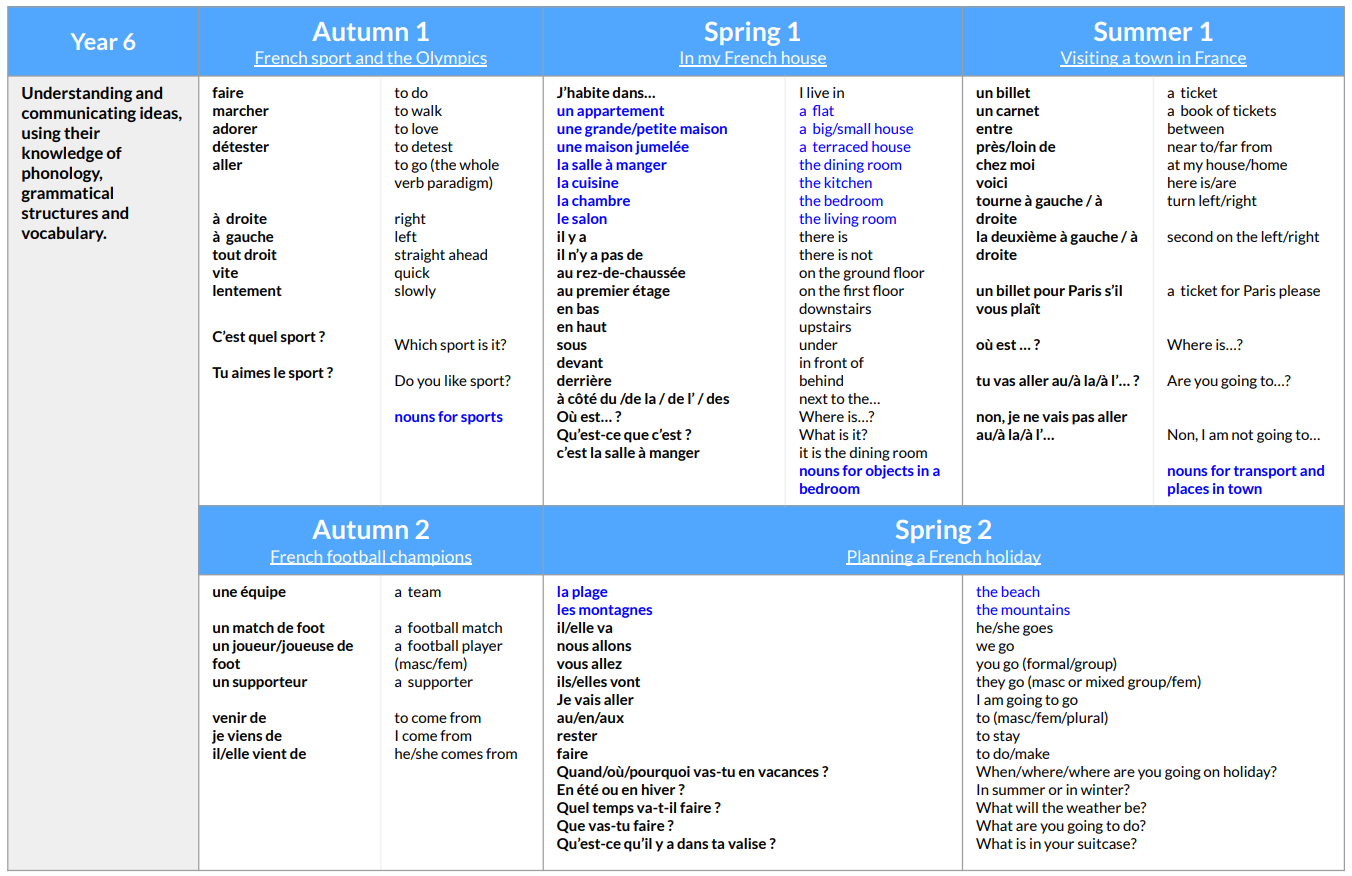 Year 6
Autumn 1
French sport and the Olympics
Spring 1
In my French house
Summer 1
Visiting a town in France
Understanding and
communicating ideas,
using their
knowledge of
phonology,
grammatical
structures and
vocabulary.
faire
marcher
adorer
détester
aller
à droite
à gauche
tout droit
vite
lentement
C'est quel sport ?
Tu aimes le sport ?
to do
to walk
to love
to detest
to go (the whole
verb paradigm)
right
left
straight ahead
quick
slowly
Which sport is it?
Do you like sport?
nouns for sports
J'habite dans...
un appartement
une grande/petite maison
une maison jumelée
la salle à manger
la cuisine
la chambre
le salon
il y a
il n'y a pas de
au rez-de-chaussée
au premier étage
en bas
en haut
sous
devant
derrière
à côté du /de la / de l' / des
Où est... ?
Qu'est-ce que c'est ?
c'est la salle à manger
I live in
a flat
a big/small house
a terraced house
the dining room
the kitchen
the bedroom
the living room
there is
there is not
on the ground floor
on the first floor
downstairs
upstairs
under
in front of
behind
next to the...
Where is...?
What is it?
it is the dining room
nouns for objects in a
bedroom
un billet
un carnet
entre
près/loin de
chez moi
voici
tourne à gauche / à
droite
la deuxième à gauche / à
droite
un billet pour Paris s'il
vous plaît
où est ... ?
tu vas aller au/à la/à l'... ?
non, je ne vais pas aller
au/à la/à l'...
a ticket
a book of tickets
between
near to/far from
at my house/home
here is/are
turn left/right
second on the left/right
a ticket for Paris please
Where is...?
Are you going to...?
Non, I am not going to...
nouns for transport and
places in town
Autumn 2
French football champions
Spring 2
Planning a French holiday
une équipe
un match de foot
un joueur/joueuse de
foot
un supporteur
venir de
je viens de
il/elle vient de
a team
a football match
a football player
(masc/fem)
a supporter
to come from
I come from
he/she comes from
la plage
les montagnes
il/elle va
nous allons
vous allez
ils/elles vont
Je vais aller
au/en/aux
rester
faire
Quand/où/pourquoi vas-tu en vacances ?
En été ou en hiver ?
Quel temps va-t-il faire ?
Que vas-tu faire ?
Qu'est-ce qu'il y a dans ta valise ?
the beach
the mountains
he/she goes
we go
you go (formal/group)
they go (masc or mixed group/fem)
I am going to go
to (masc/fem/plural)
to stay
to do/make
When/where/where are you going on holiday?
In summer or in winter?
What will the weather be?
What are you going to do?
What is in your suitcase?